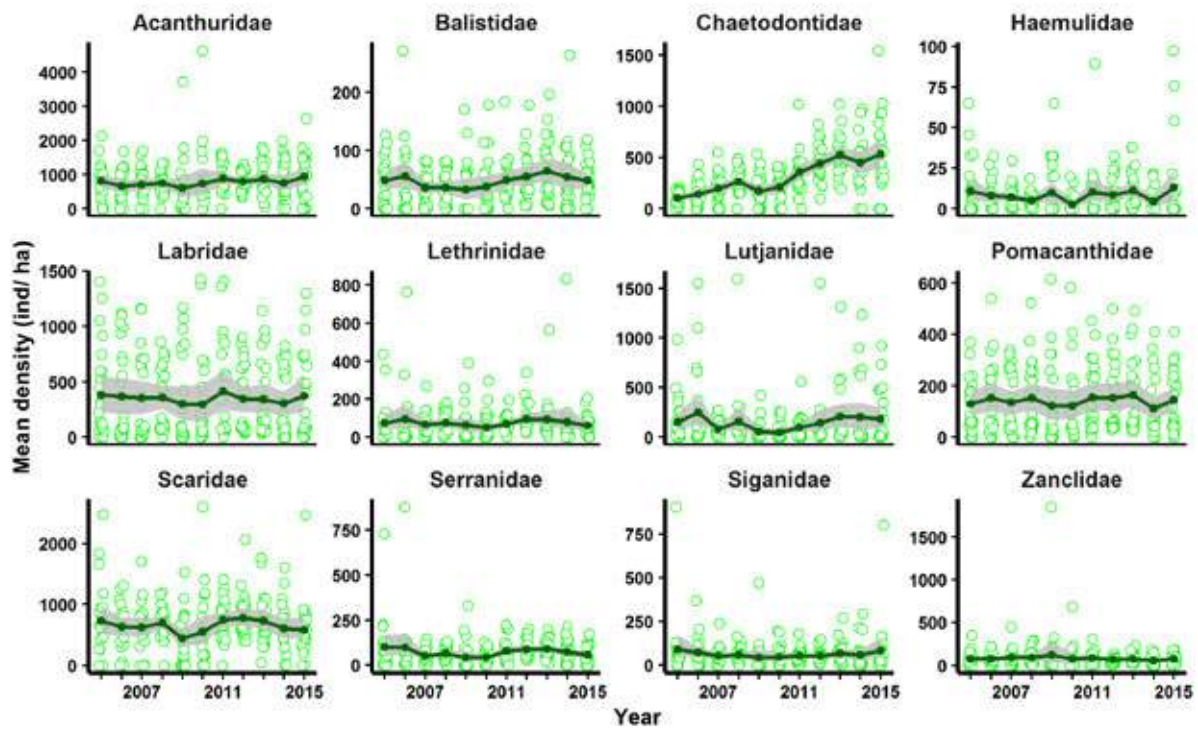 Acanthuridae Balistidae Chaetodontidae Haemulidae
4000 3000 2000 1000 0
200 100 0
1500 1000 500 0
100 75 50 25 0
Labridae Lethrinidae Lutjanidae Pomacanthidae
1500 1000 500 0
800 600 400 200 0
1500 1000 500 0
600 400 200 0
Mean density (ind/ ha)
Scaridae Serranidae Siganidae Zanclidae
2000 1000 0
750 500 250 0
750 500 250 0
1500 1000 500 0
2007 2011 2015 2007 2011 2015 2007 2011 2015 2007 2011 2015
Year